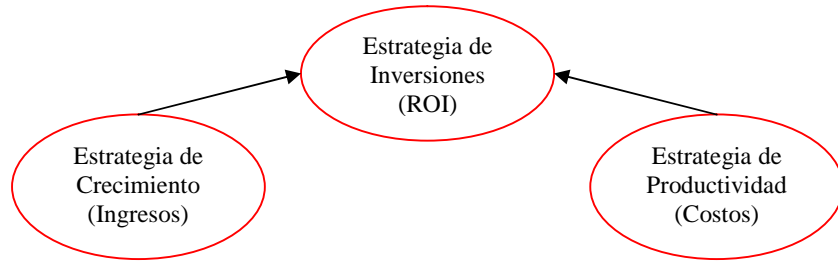 Estrategia de
Inversiones
(ROI)
Estrategia de
Crecimiento
(Ingresos)
Estrategia de
Productividad
(Costos)